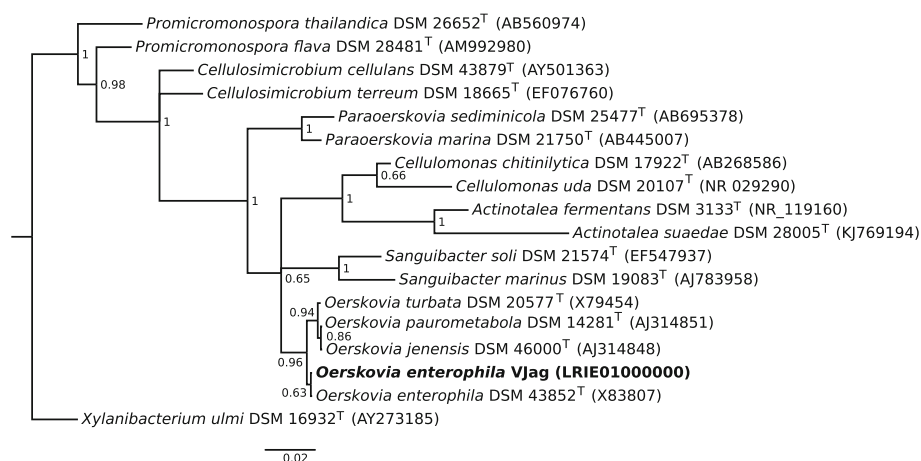 Promicromonospora thailandica DSM 26652T (AB560974)
Promicromonospora flava DSM 28481T (AM992980)
1
Cellulosimicrobium cellulans DSM 43879T (AY501363)
0.98
Cellulosimicrobium terreum DSM 18665T (EF076760)
Paraoerskovia sediminicola DSM 25477T (AB695378)
1
1
Paraoerskovia marina DSM 21750T (AB445007)
Cellulomonas chitinilytica DSM 17922T (AB268586)
0.66
Cellulomonas uda DSM 20107T (NR 029290)
1
1
Actinotalea fermentans DSM 3133T (NR_119160)
1
Actinotalea suaedae DSM 28005T (KJ769194)
Sanguibacter soli DSM 21574T (EF547937)
1
0.65
Sanguibacter marinus DSM 19083T (AJ783958)
Oerskovia turbata DSM 20577T (X79454)
0.94
Oerskovia paurometabola DSM 14281T (AJ314851)
0.86
Oerskovia jenensis DSM 46000T (AJ314848)
0.96
Oerskovia enterophila VJag (LRIE01000000)
0.63
Oerskovia enterophila DSM 43852T (X83807)
Xylanibacterium ulmi DSM 16932T (AY273185)
0.02